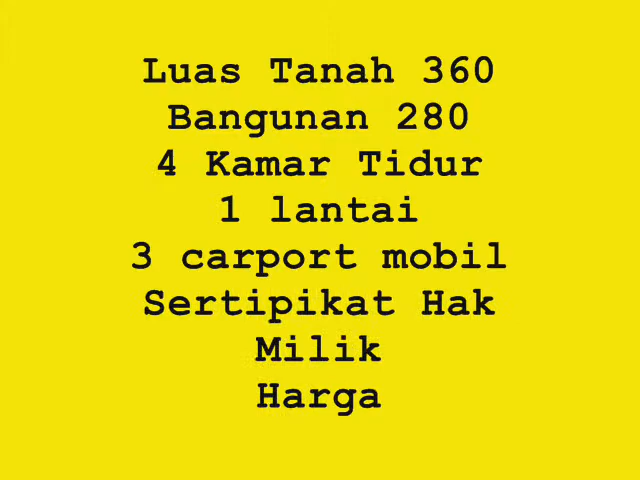 Luas Tanah 360
Bangunan 280
4 Kamar Tidur
1 lantai
3 carport mobil
Sertipikat Hak
Milik
Harga